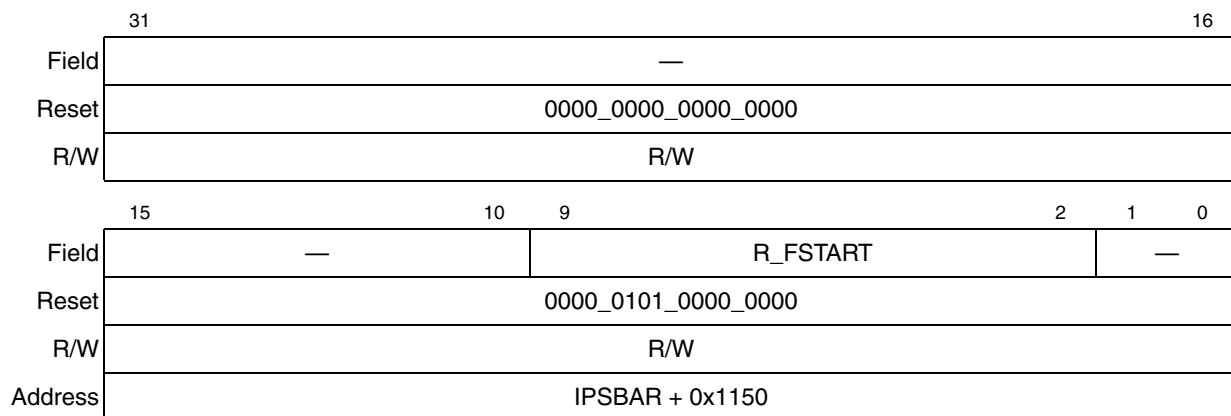 31 16
Field —
Reset 0000_0000_0000_0000
R/W R/W
15 10 9 2 1 0
Field — R_FSTART —
Reset 0000_0101_0000_0000
R/W R/W
Address IPSBAR + 0x1150